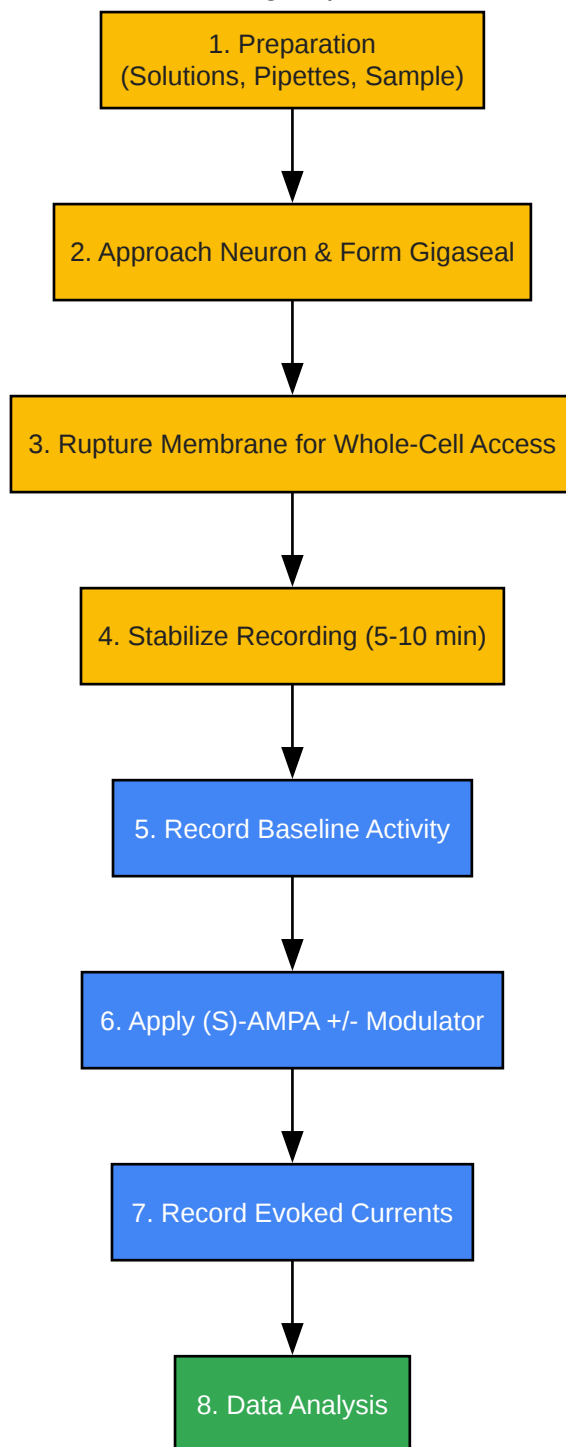 1. Preparation
(Solutions, Pipettes, Sample)
2. Approach Neuron & Form Gigaseal
3. Rupture Membrane for Whole-Cell Access
4. Stabilize Recording (5-10 min)
5. Record Baseline Activity
6. Apply (S)-AMPA +/- Modulator
7. Record Evoked Currents
8. Data Analysis